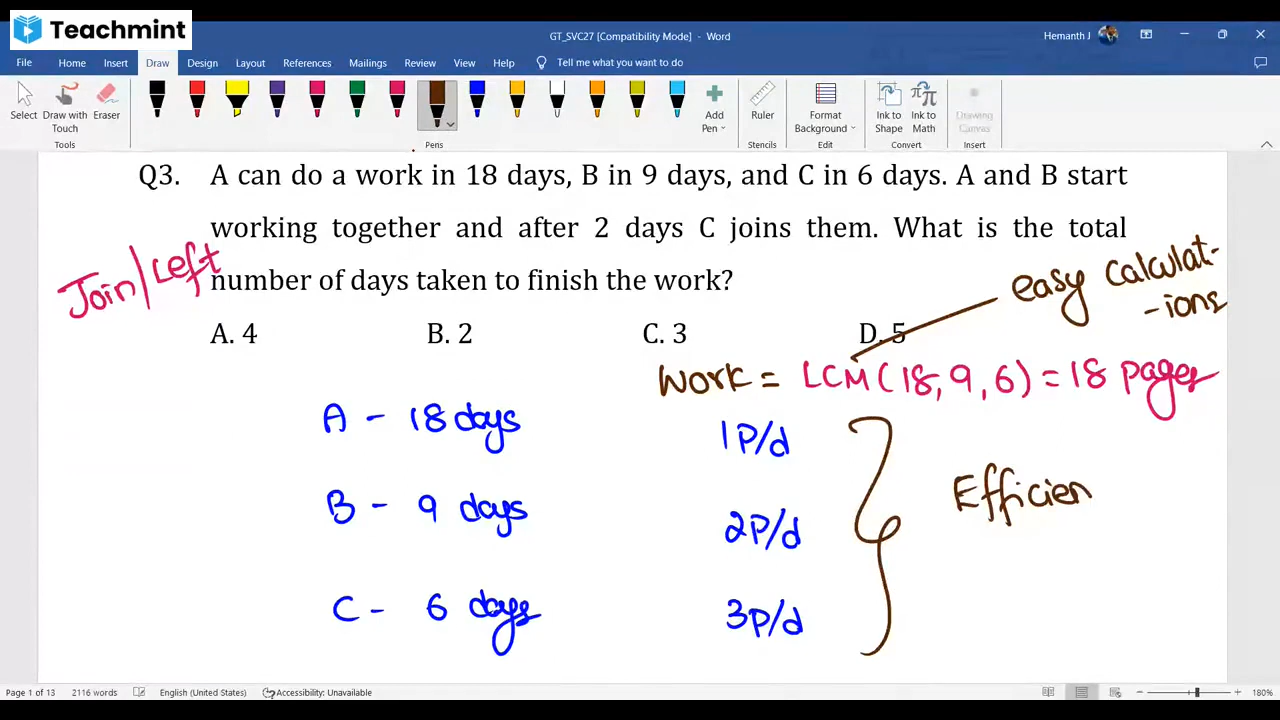 Teachmint
GT_SVC27 [Compatibility Mode] - Word
Hemanth J
File Home Insert Draw Design Layout References Mailings Review View Help Tell me what you want to do
Select Draw with Touch Eraser
Add Pen
Ruler
Format Background
Ink to Shape
Ink to Math
Drawing Canvas
Tools Pens Stencils Edit Convert Insert
Q3. A can do a work in 18 days, B in 9 days, and C in 6 days. A and B start
working together and after 2 days C joins them. What is the total
number of days taken to finish the work?
Join/Left
easy Calculat-
-ions
A. 4 B. 2 C. 3 D. 5
Work = LCM(18, 9, 6) = 18 pages
A - 18 days 1P/d
B - 9 days 2P/d
Efficien
C - 6 days 3P/d
Page 1 of 13 2116 words English (United States) Accessibility: Unavailable 180%